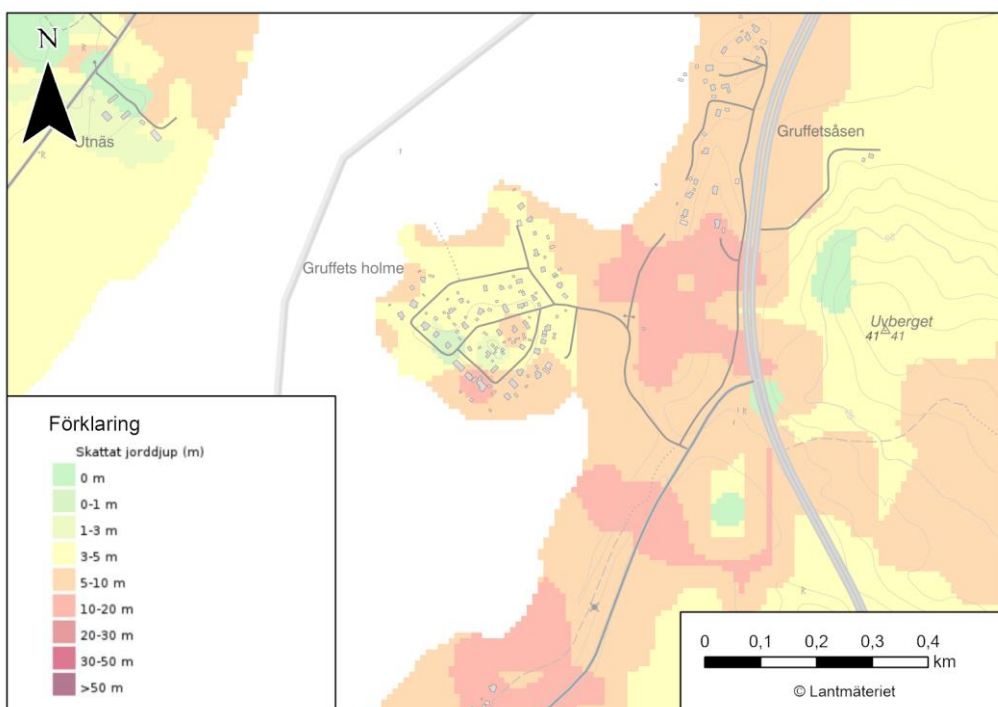 N
R
Utnäs
R
Gruffetsåsen
Gruffets holme
Uvberget
41 41
R
R
Förklaring
Skattat jorddjup (m)
0 m
0-1 m
1-3 m
3-5 m
5-10 m
10-20 m
20-30 m
30-50 m
>50 m
0 0,1 0,2 0,3 0,4
km
© Lantmäteriet